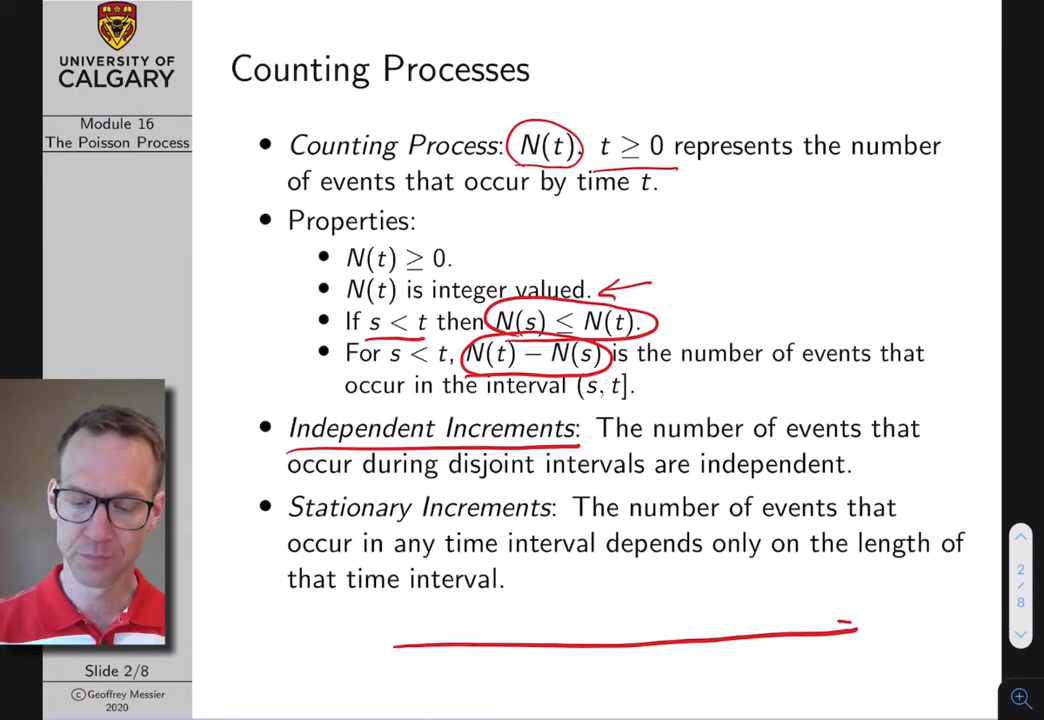 UNIVERSITY OF
CALGARY
Module 16
The Poisson Process
Counting Processes
• Counting Process: N(t), t ≥ 0 represents the number
of events that occur by time t.
• Properties:
• N(t) ≥ 0.
• N(t) is integer valued.
• If s < t then N(s) ≤ N(t).
• For s < t, N(t) − N(s) is the number of events that
occur in the interval (s, t].
• Independent Increments: The number of events that
occur during disjoint intervals are independent.
• Stationary Increments: The number of events that
occur in any time interval depends only on the length of
that time interval.
Slide 2/8
©Geoffrey Messier
2020
2
/
8